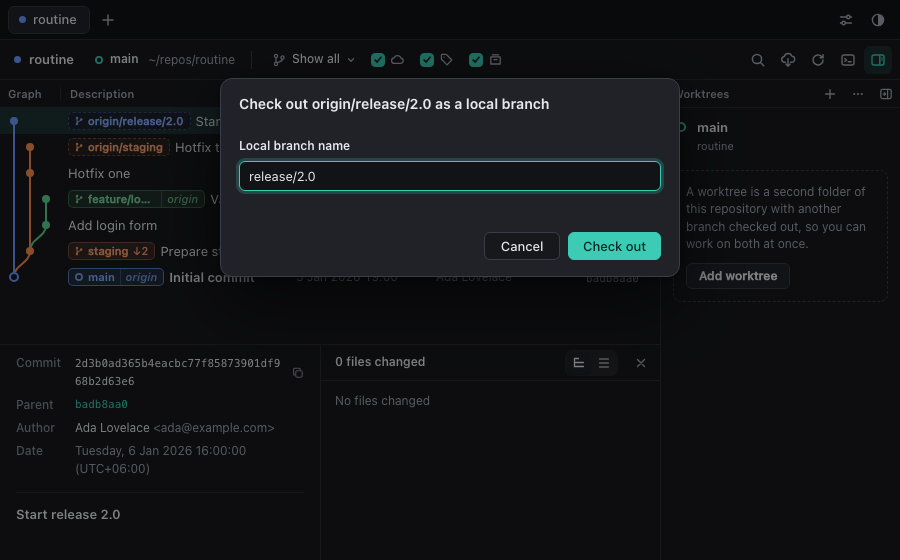 routine
routine
main
~/repos/routine
Show all
Graph
Description
Worktrees
origin/release/2.0
Star
origin/staging
Hotfix t
Hotfix one
feature/lo...
origin
Add login form
staging ↓2
Prepare st
main
origin
Initial commit
Ada Lovelace
badb8aae
Check out origin/release/2.0 as a local branch
Local branch name
release/2.0
Cancel
Check out
main
routine
A worktree is a second folder of
this repository with another
branch checked out, so you can
work on both at once.
Add worktree
Commit
2d3b0ad365b4eacbc77f85873901df9
68b2d63e6
Parent
badb8aa0
Author
Ada Lovelace <ada@example.com>
Date
Tuesday, 6 Jan 2026 16:00:00
(UTC+06:00)
Start release 2.0
0 files changed
No files changed